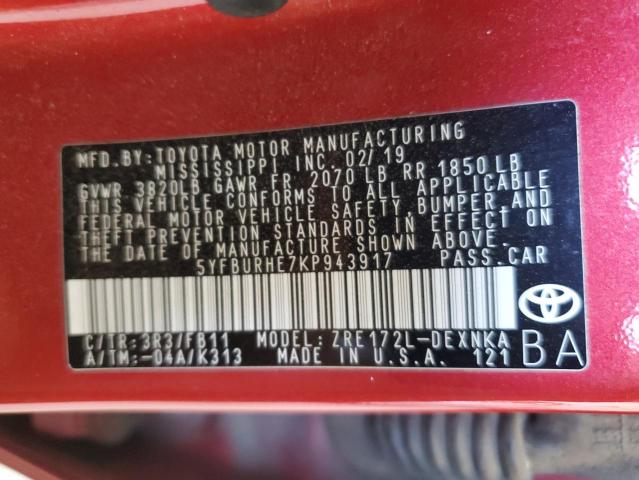 MFD. BY: TOYOTA MOTOR MANUFACTURING
MISSISSIPPI INC. 02/19
GVWR 3820LB GAWR FR 2070 LB RR 1850LB
THIS VEHICLE CONFORMS TO ALL APPLICABLE
FEDERAL MOTOR VEHICLE SAFETY, BUMPER, AND
THEFT PREVENTION STANDARDS IN EFFECT ON
THE DATE OF MANUFACTURE SHOWN ABOVE.
5YFBURHE7KP943917 PASS. CAR
C/TR: 3R3/FB11 MODEL: ZRE172L-DEXNKA
A/TM:-04A/K313 MADE IN U.S.A. 121
TOYOTA
BA